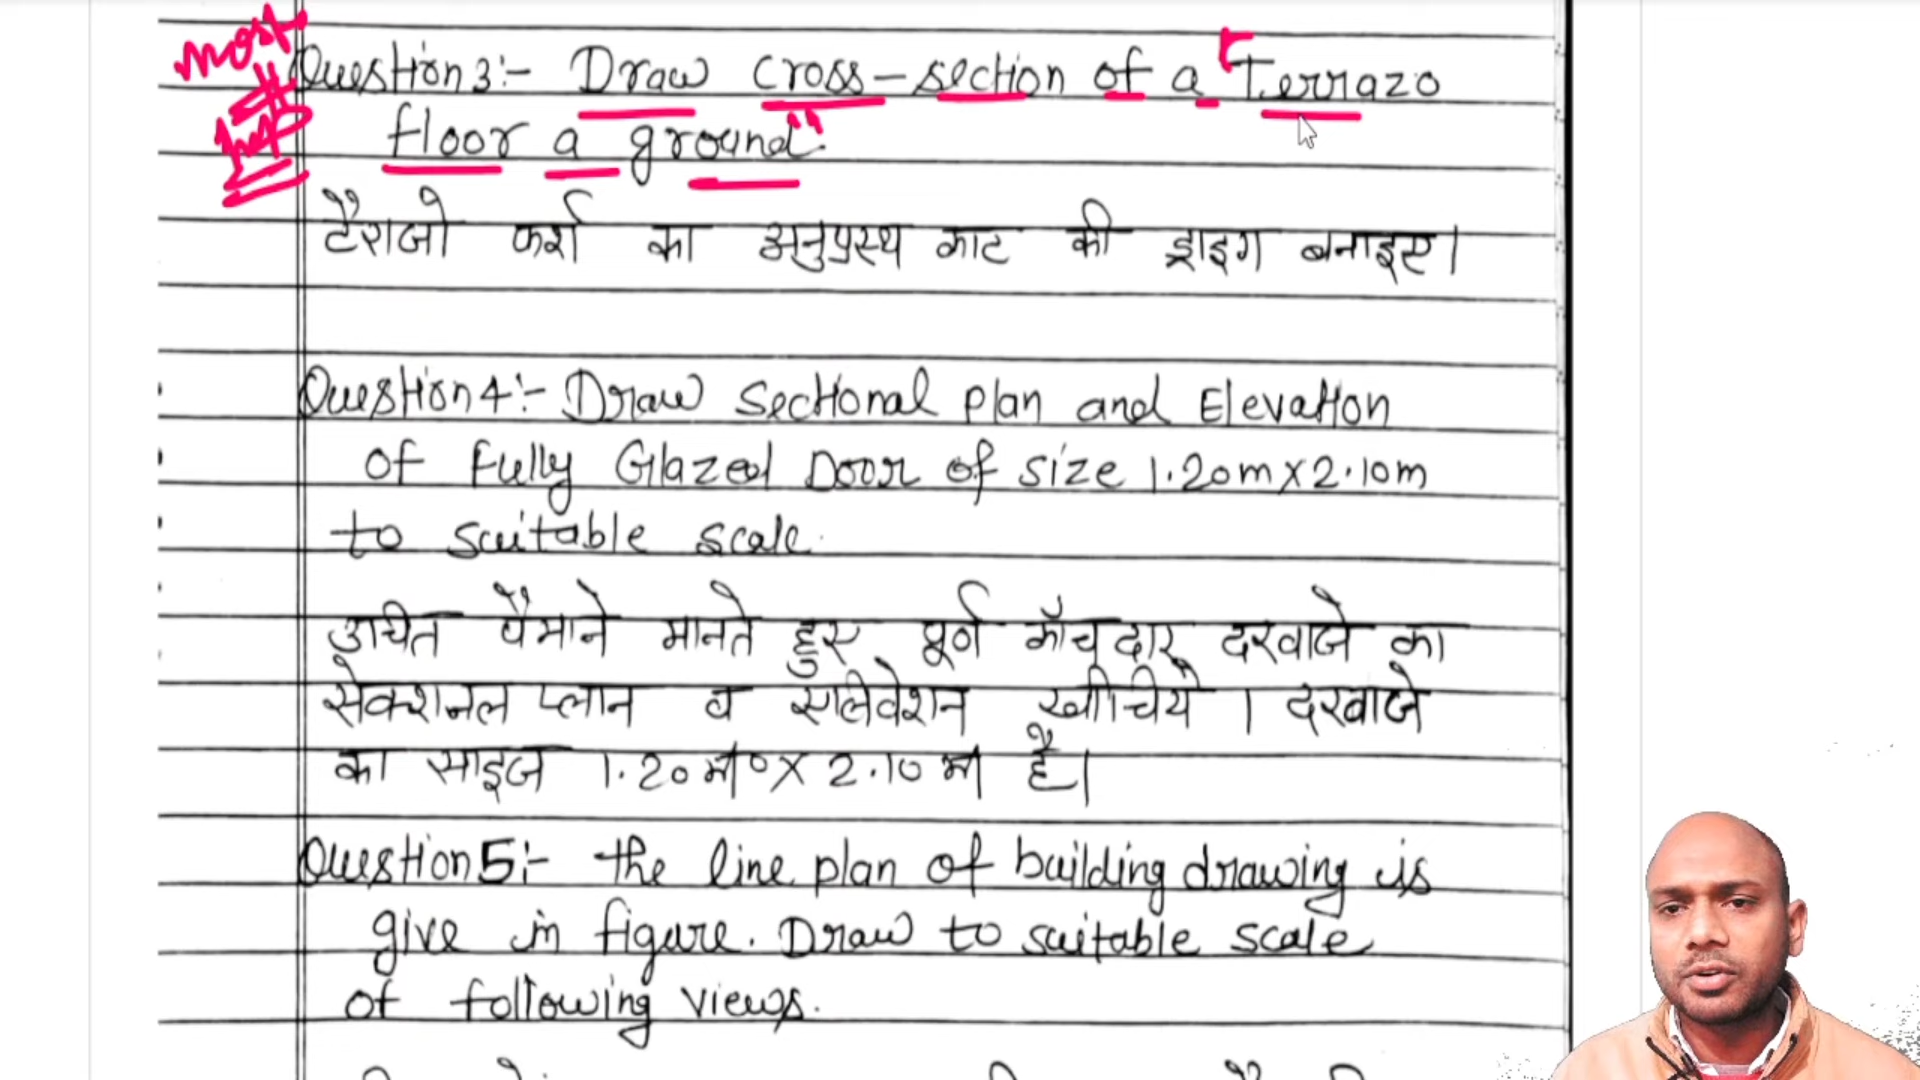 most
Imp
Question 3:- Draw cross-section of a "Terrazo
floor a ground".
टैराजो फर्श का अनुप्रस्थ काट की ड्राइग बनाइए।
Question 4:- Draw sectional plan and Elevation
of fully Glazed Door of size 1.20m x 2.10m
to suitable scale.
उचित पैमाने मानते हुए पूर्ण काँच दार दरवाजे का
सेक्शनल प्लान व एलिवेशन खीचिये । दरवाजे
का साइज 1.20 मी० x 2.10 मी है।
Question 5:- the line plan of building drawing is
give in figure. Draw to suitable scale
of following views.